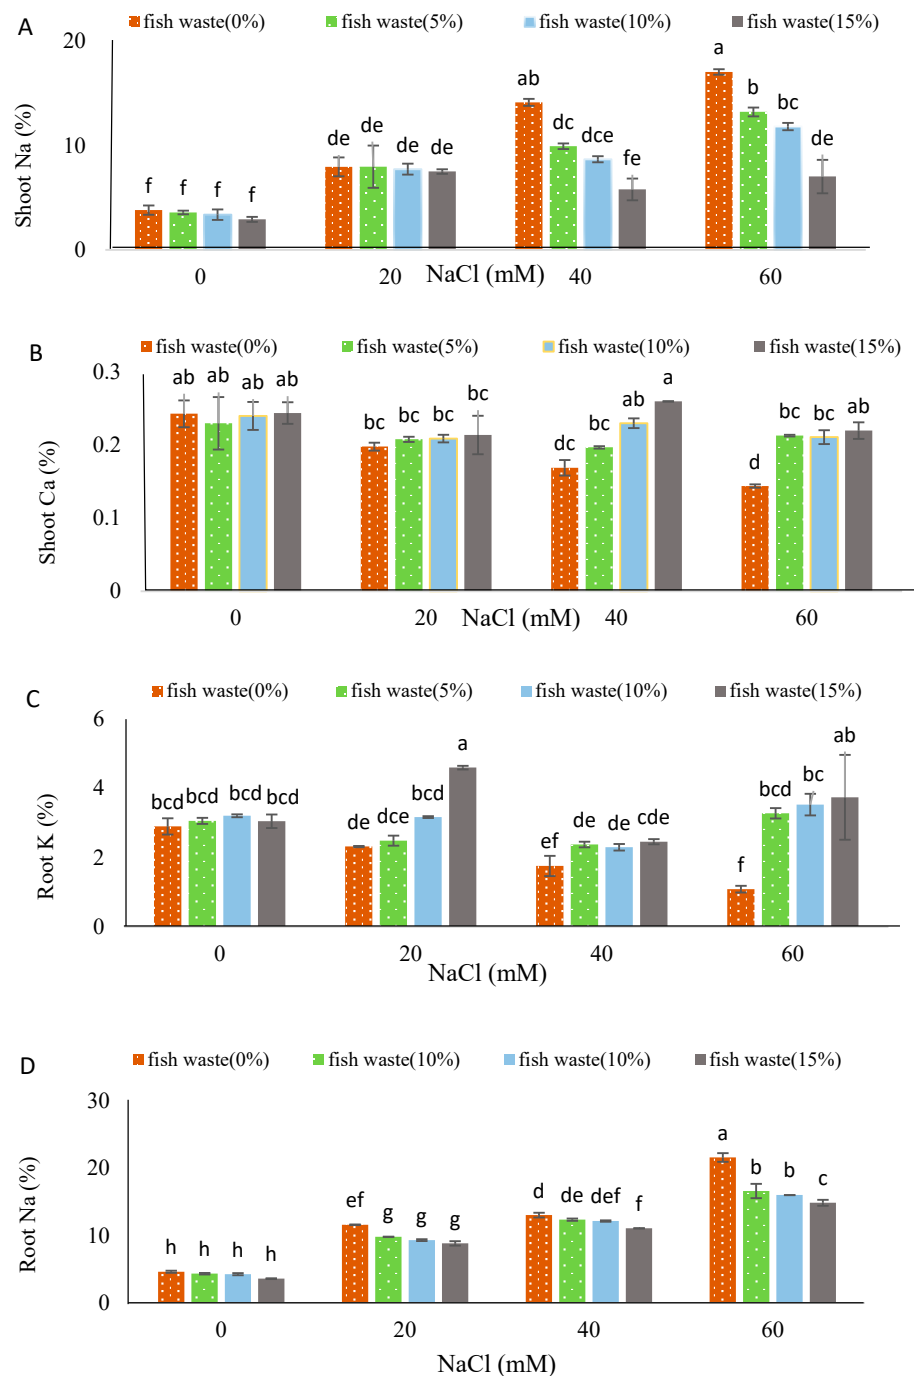 A
fish waste(0%) fish waste(5%) fish waste(10%) fish waste(15%)
20
10
0
Shoot Na (%)
f f f f
de de de de
ab dc dce fe
a b bc de
0 20 40 60
NaCl (mM)
B
fish waste(0%) fish waste(5%) fish waste(10%) fish waste(15%)
0.3
0.2
0.1
0
Shoot Ca (%)
ab ab ab ab
bc bc bc bc
dc bc ab a
d bc bc ab
0 20 40 60
NaCl (mM)
C
fish waste(0%) fish waste(5%) fish waste(10%) fish waste(15%)
6
4
2
0
Root K (%)
bcd bcd bcd bcd
de dce bcd a
ef de de cde
f bcd bc ab
0 20 40 60
NaCl (mM)
D
fish waste(0%) fish waste(10%) fish waste(10%) fish waste(15%)
30
20
10
0
Root Na (%)
h h h h
ef g g g
d de def f
a b b c
0 20 40 60
NaCl (mM)